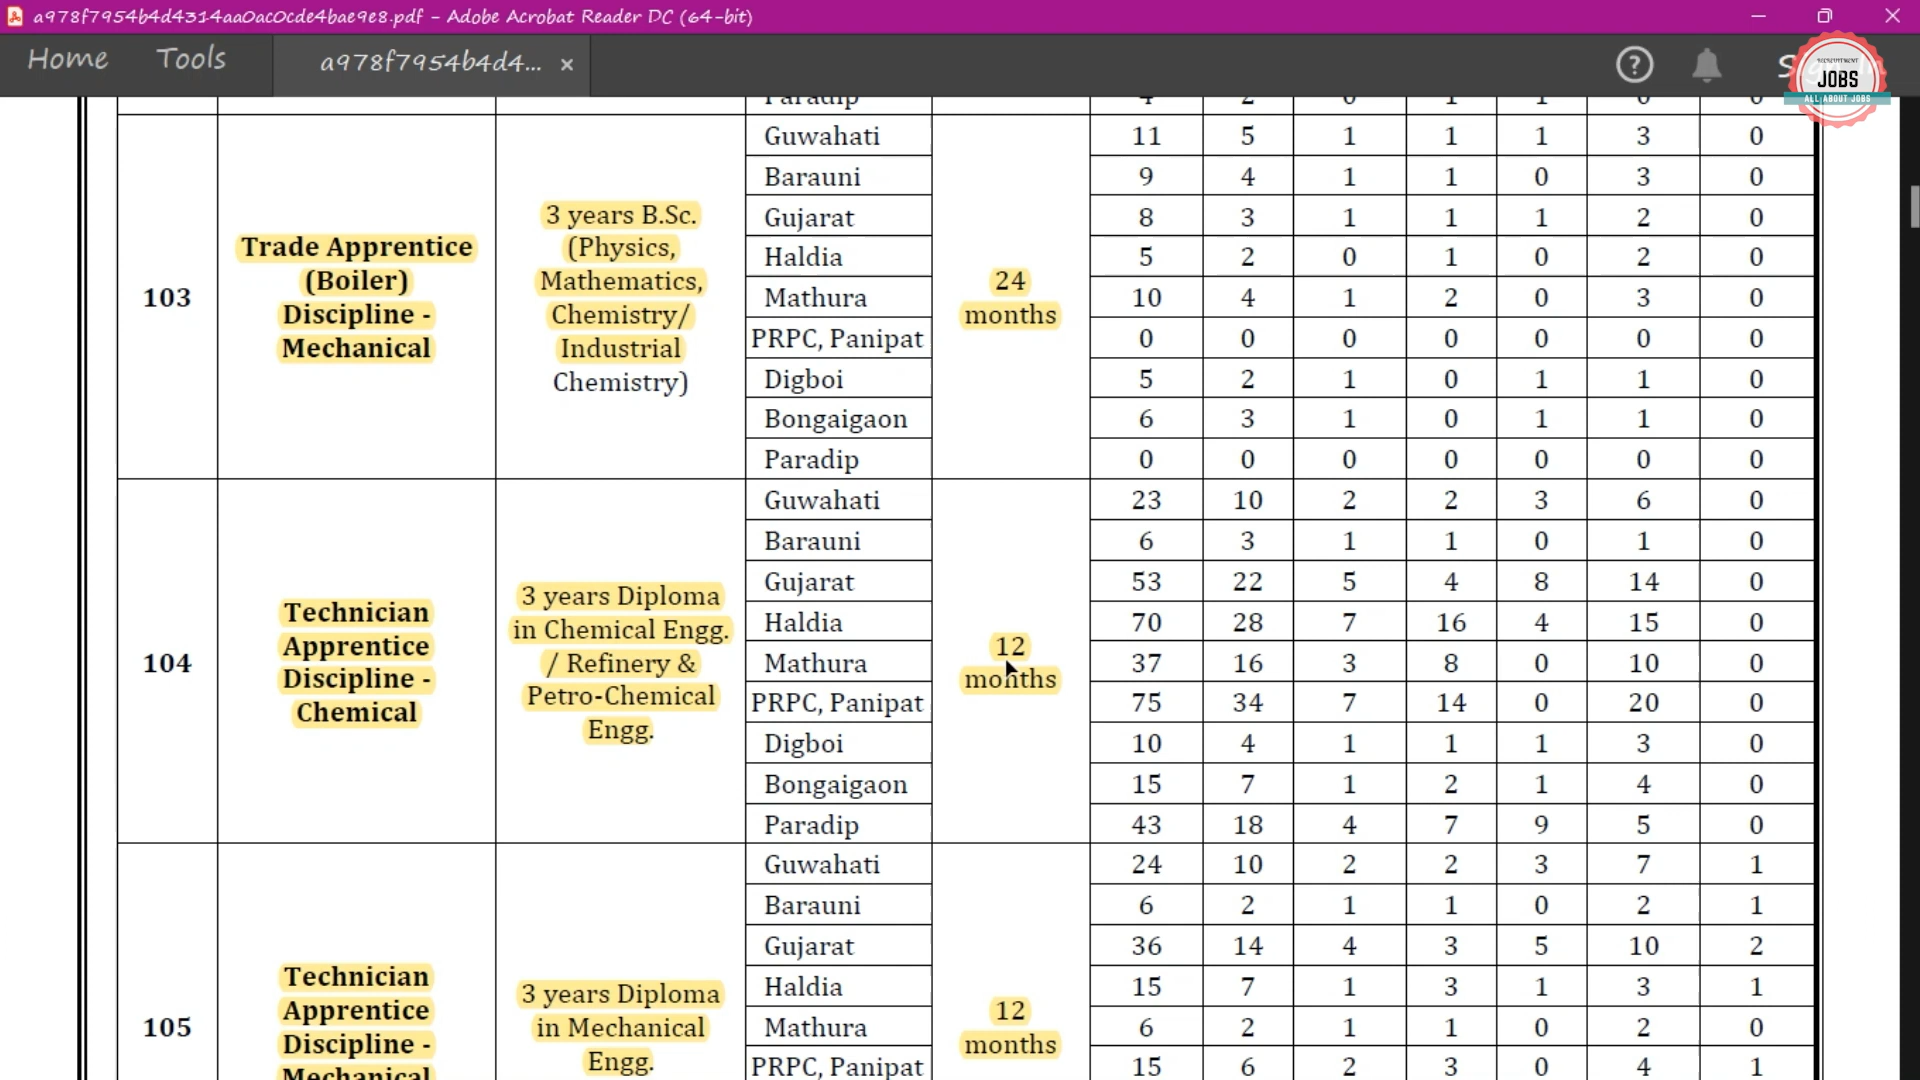 a978f7954b4d4314aa0ac0cde4bae9e8.pdf - Adobe Acrobat Reader DC (64-bit)
Home Tools a978f7954b4d4... ×
RECRUITMENT
JOBS
ALL ABOUT JOBS
Paradip 4 2 0 1 1 0 0
103
Trade Apprentice
(Boiler)
Discipline -
Mechanical
3 years B.Sc.
(Physics,
Mathematics,
Chemistry/
Industrial
Chemistry)
24
months
Guwahati 11 5 1 1 1 3 0
Barauni 9 4 1 1 0 3 0
Gujarat 8 3 1 1 1 2 0
Haldia 5 2 0 1 0 2 0
Mathura 10 4 1 2 0 3 0
PRPC, Panipat 0 0 0 0 0 0 0
Digboi 5 2 1 0 1 1 0
Bongaigaon 6 3 1 0 1 1 0
Paradip 0 0 0 0 0 0 0
104
Technician
Apprentice
Discipline -
Chemical
3 years Diploma
in Chemical Engg.
/ Refinery &
Petro-Chemical
Engg.
12
months
Guwahati 23 10 2 2 3 6 0
Barauni 6 3 1 1 0 1 0
Gujarat 53 22 5 4 8 14 0
Haldia 70 28 7 16 4 15 0
Mathura 37 16 3 8 0 10 0
PRPC, Panipat 75 34 7 14 0 20 0
Digboi 10 4 1 1 1 3 0
Bongaigaon 15 7 1 2 1 4 0
Paradip 43 18 4 7 9 5 0
105
Technician
Apprentice
Discipline -
Mechanical
3 years Diploma
in Mechanical
Engg.
12
months
Guwahati 24 10 2 2 3 7 1
Barauni 6 2 1 1 0 2 1
Gujarat 36 14 4 3 5 10 2
Haldia 15 7 1 3 1 3 1
Mathura 6 2 1 1 0 2 0
PRPC, Panipat 15 6 2 3 0 4 1